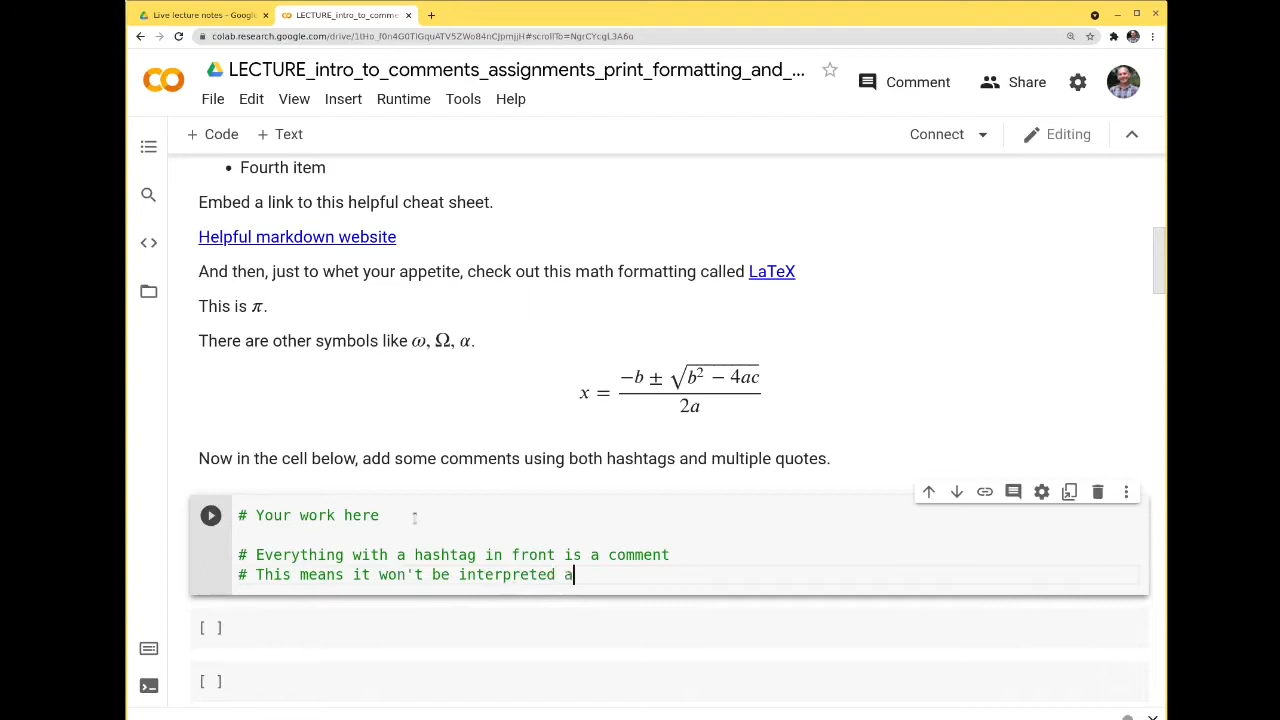 Live lecture notes - Google
LECTURE_intro_to_comme
colab.research.google.com/drive/
LECTURE_intro_to_comments_assignments_print_formatting_and_...
Comment
Share
File Edit View Insert Runtime Tools Help
+ Code + Text
Connect
Editing
• Fourth item
Embed a link to this helpful cheat sheet.
Helpful markdown website
And then, just to whet your appetite, check out this math formatting called LaTeX
This is π.
There are other symbols like ω, Ω, α.
x = (−b ± √(b² − 4ac)) / 2a
Now in the cell below, add some comments using both hashtags and multiple quotes.
# Your work here
# Everything with a hashtag in front is a comment
# This means it won't be interpreted a
[ ]
[ ]